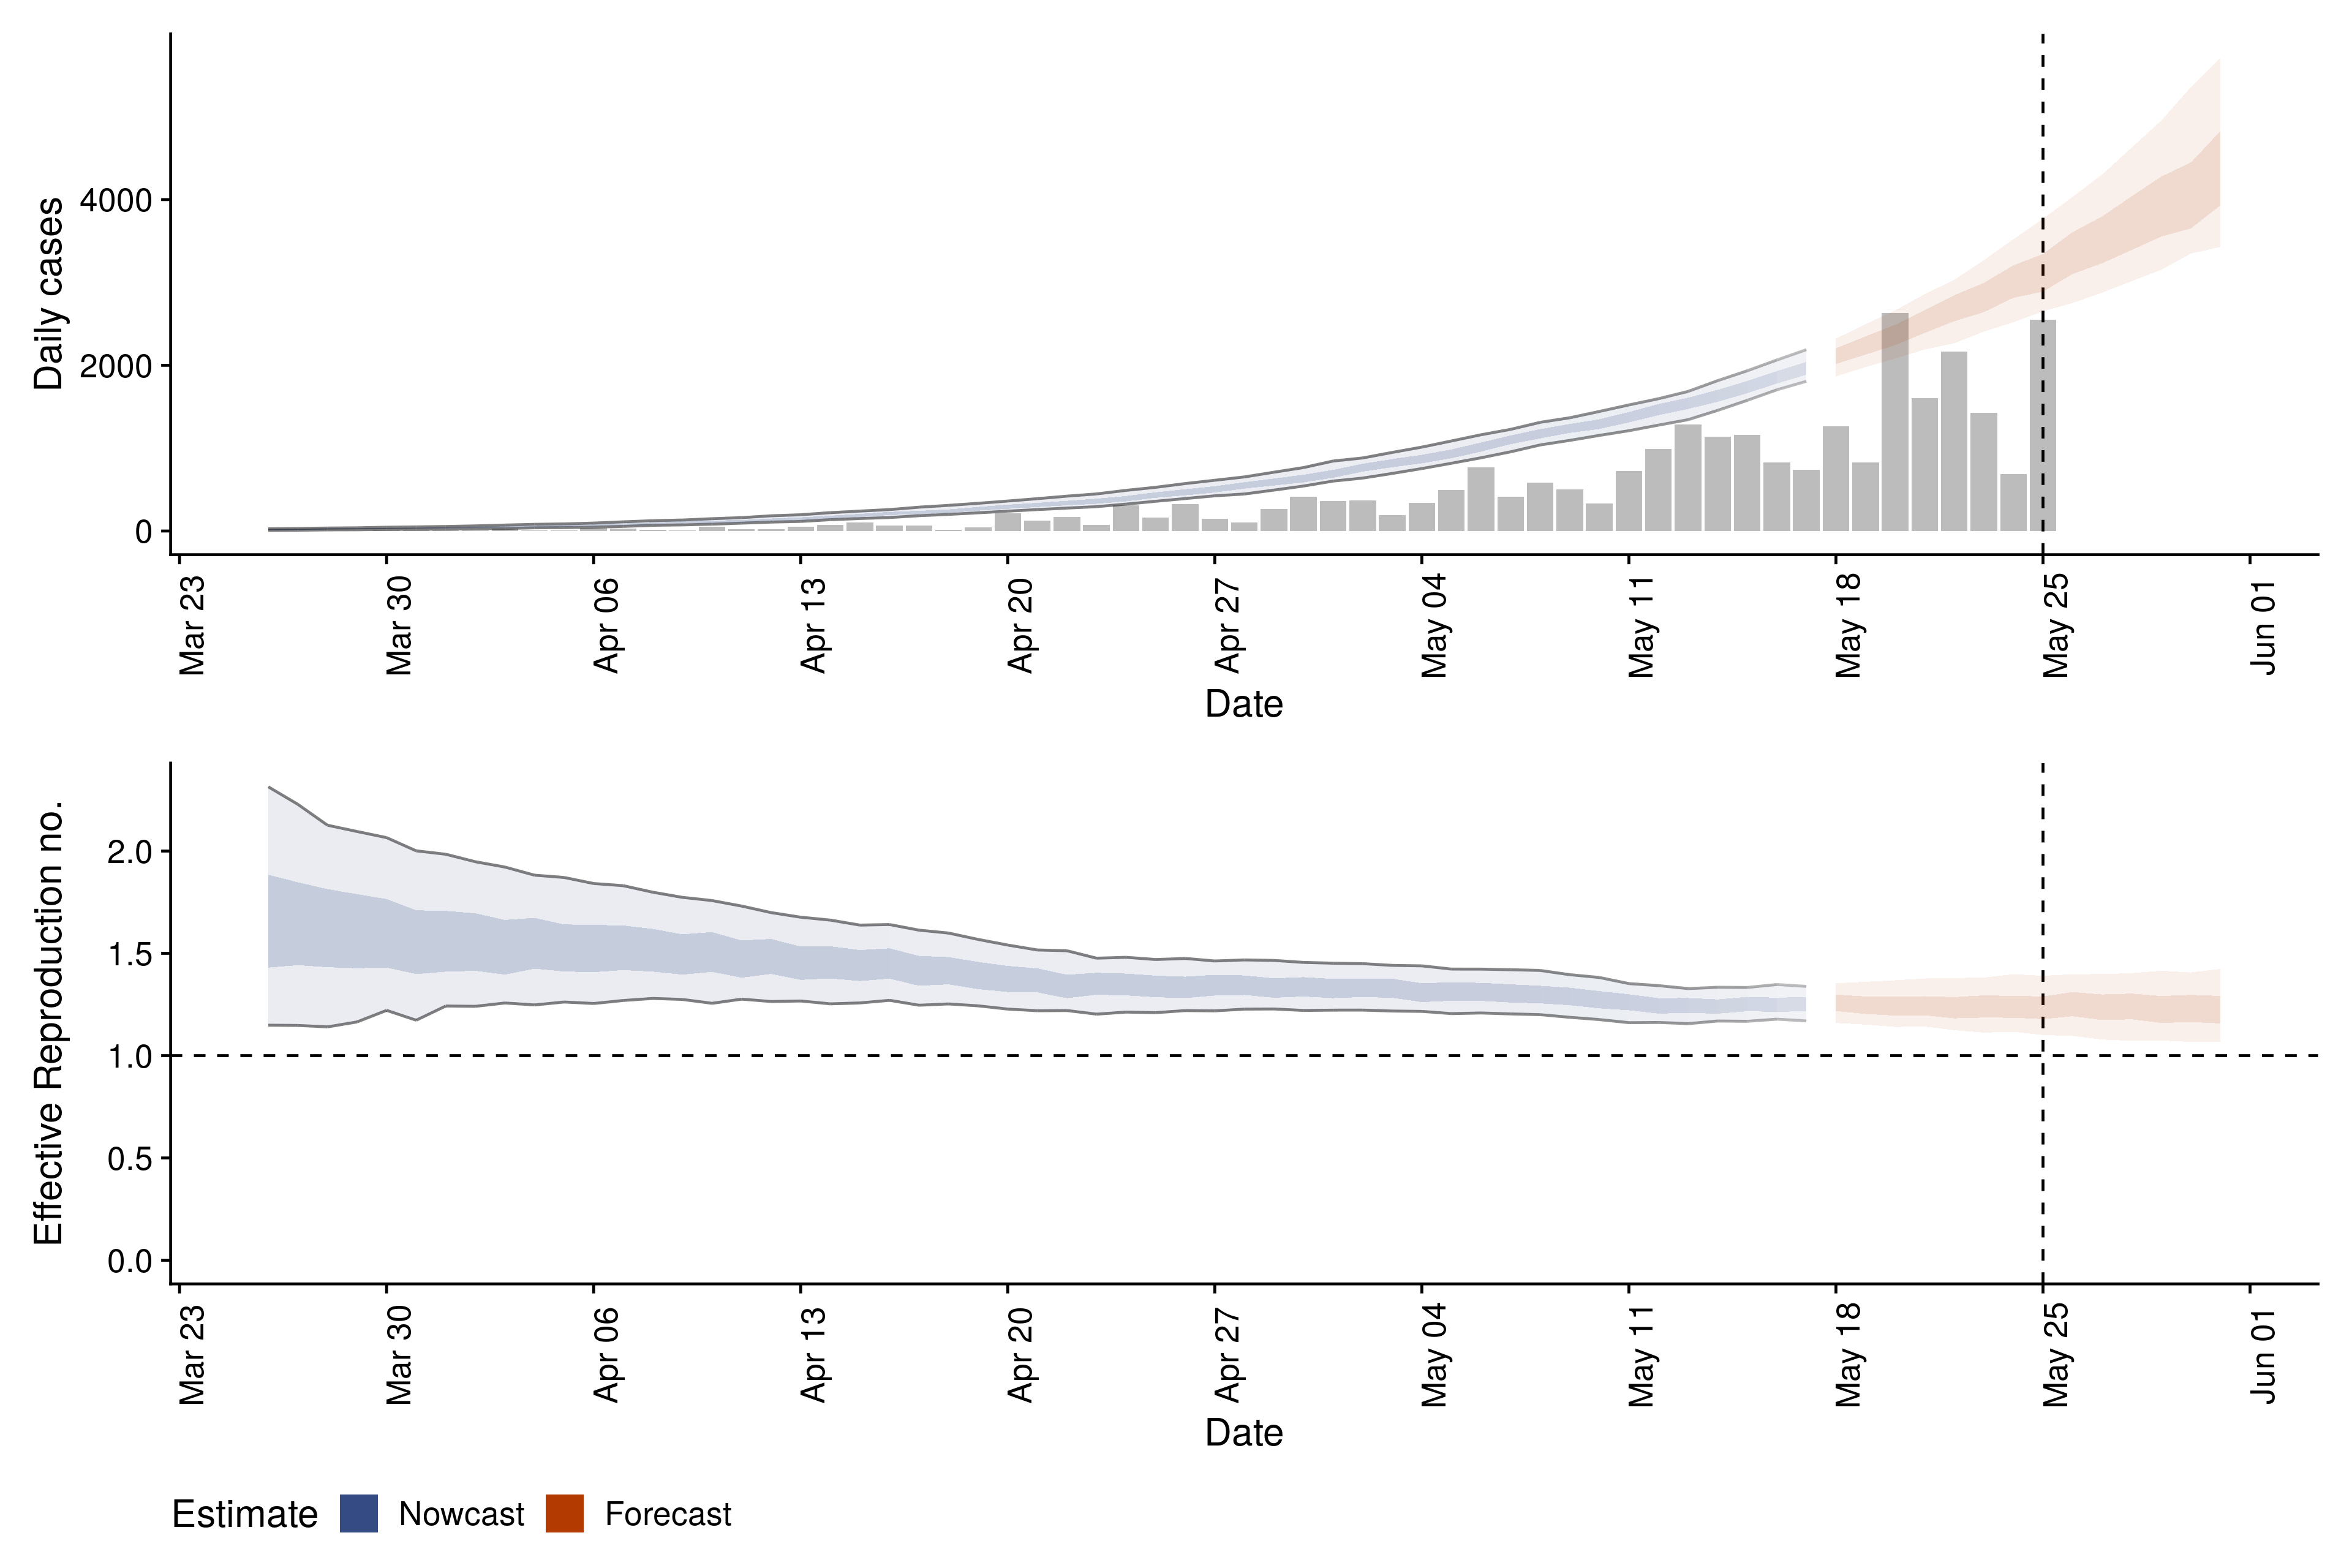 Daily cases
4000
2000
0
Mar 23
Mar 30
Apr 06
Apr 13
Apr 20
Apr 27
May 04
May 11
May 18
May 25
Jun 01
Date
Effective Reproduction no.
2.0
1.5
1.0
0.5
0.0
Mar 23
Mar 30
Apr 06
Apr 13
Apr 20
Apr 27
May 04
May 11
May 18
May 25
Jun 01
Date
Estimate Nowcast Forecast